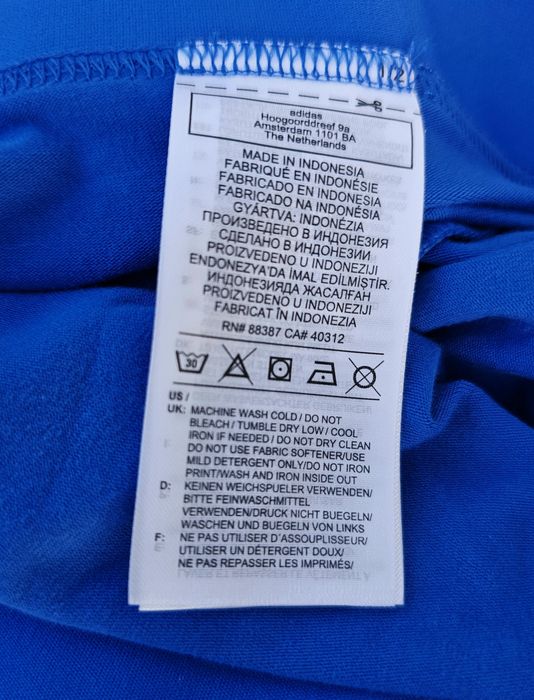 1/2
adidas
Hoogoorddreef 9a
Amsterdam 1101 BA
The Netherlands
MADE IN INDONESIA
FABRIQUÉ EN INDONÉSIE
FABRICADO EN INDONESIA
FABRICADO NA INDONÉSIA
GYÁRTVA: INDONÉZIA
ПРОИЗВЕДЕНО В ИНДОНЕЗИЯ
СДЕЛАНО В ИНДОНЕЗИИ
PROIZVEDENO U INDONEZIJI
ENDONEZYA'DA İMAL EDİLMİŞTİR.
ИНДОНЕЗИЯДА ЖАСАЛҒАН
PROIZVEDENO U INDONEZIJI
FABRICAT ÎN INDONEZIA
RN# 88387 CA# 40312
30
US /
UK: MACHINE WASH COLD / DO NOT
BLEACH / TUMBLE DRY LOW / COOL
IRON IF NEEDED / DO NOT DRY CLEAN
DO NOT USE FABRIC SOFTENER/USE
MILD DETERGENT ONLY/DO NOT IRON
PRINT/WASH AND IRON INSIDE OUT
D: KEINEN WEICHSPUELER VERWENDEN/
BITTE FEINWASCHMITTEL
VERWENDEN/DRUCK NICHT BUEGELN/
WASCHEN UND BUEGELN VON LINKS
F: NE PAS UTILISER D'ASSOUPLISSEUR/
UTILISER UN DÉTERGENT DOUX/
NE PAS REPASSER LES IMPRIMÉS/